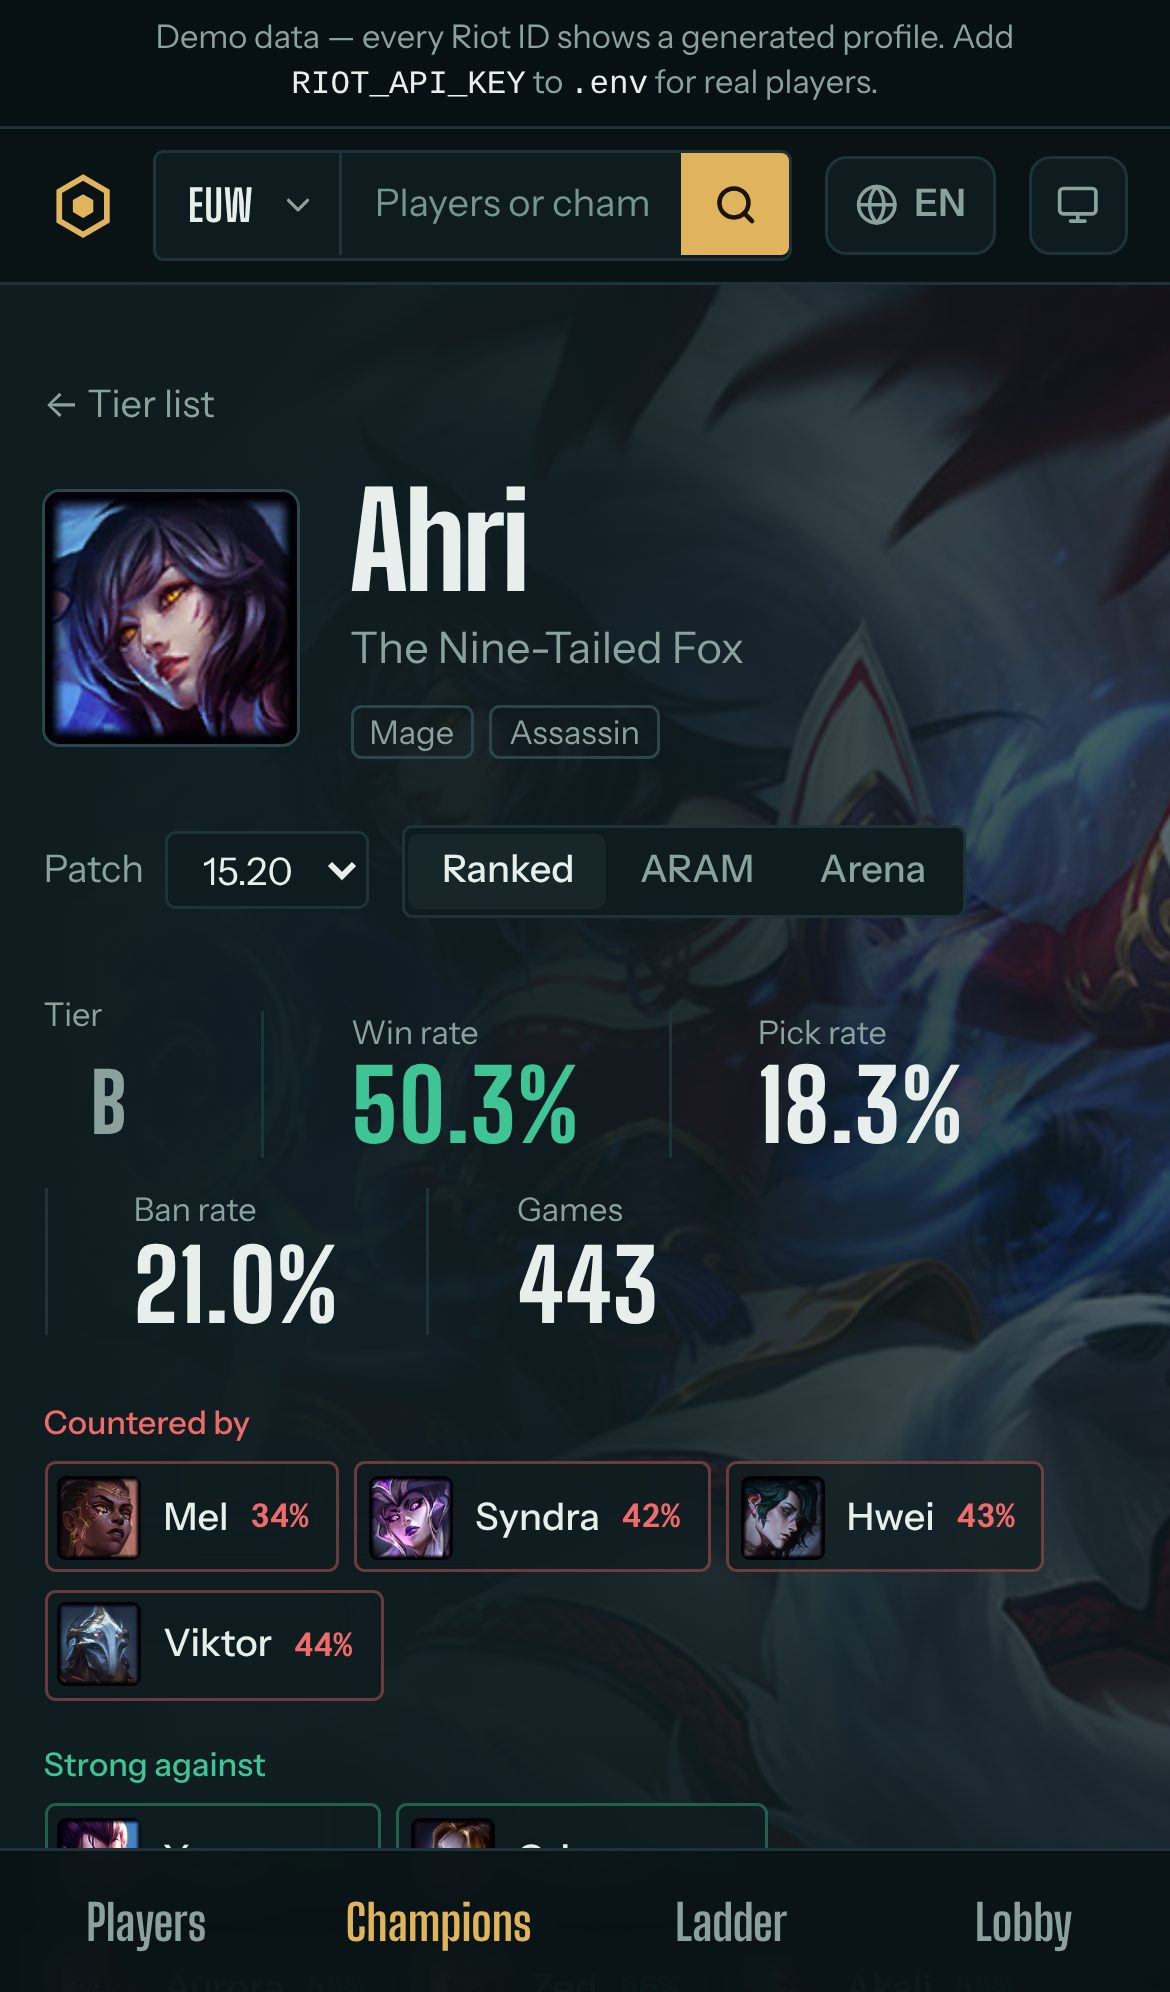 Demo data — every Riot ID shows a generated profile. Add
RIOT_API_KEY to .env for real players.
EUW
Players or cham
EN
← Tier list
Ahri
The Nine-Tailed Fox
Mage
Assassin
Patch
15.20
Ranked
ARAM
Arena
Tier
B
Win rate
50.3%
Pick rate
18.3%
Ban rate
21.0%
Games
443
Countered by
Mel 34%
Syndra 42%
Hwei 43%
Viktor 44%
Strong against
Players
Champions
Ladder
Lobby